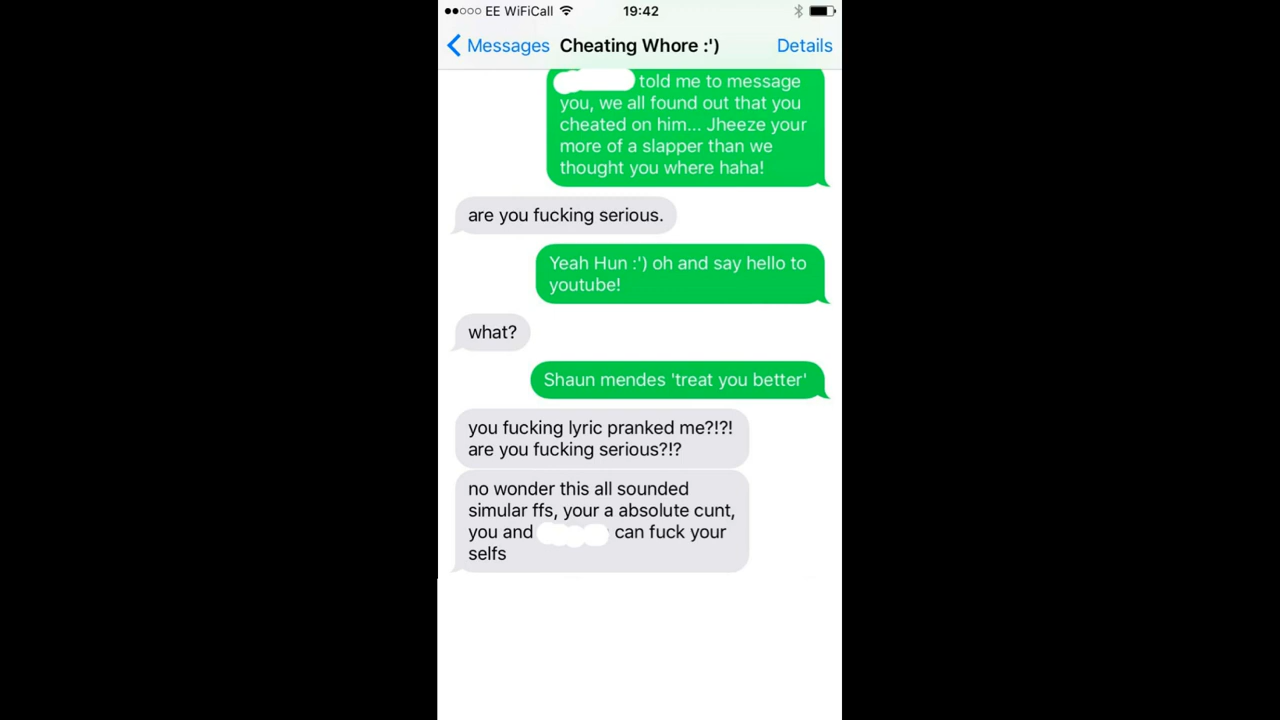 EE WiFiCall 19:42
Messages Cheating Whore :') Details
told me to message
you, we all found out that you
cheated on him... Jheeze your
more of a slapper than we
thought you where haha!
are you fucking serious.
Yeah Hun :') oh and say hello to
youtube!
what?
Shaun mendes 'treat you better'
you fucking lyric pranked me?!?!
are you fucking serious?!?
no wonder this all sounded
simular ffs, your a absolute cunt,
you and can fuck your
selfs